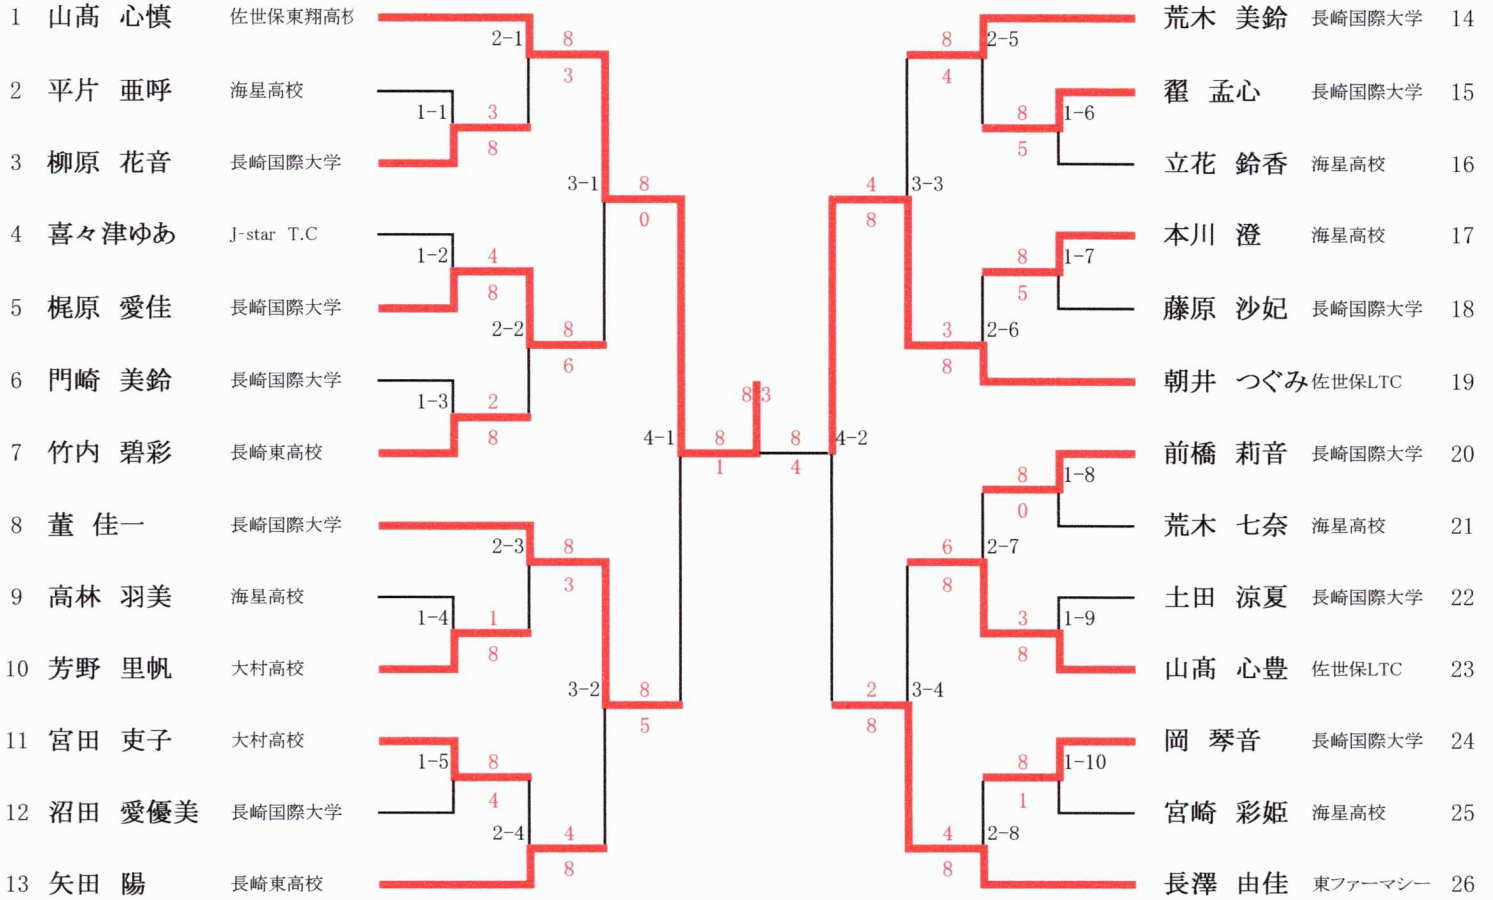 1 山髙 心慎 佐世保東翔高校
2 平片 亜呼 海星高校
3 柳原 花音 長崎国際大学
4 喜々津ゆあ J-star T.C
5 梶原 愛佳 長崎国際大学
6 門崎 美鈴 長崎国際大学
7 竹内 碧彩 長崎東高校
8 董 佳一 長崎国際大学
9 高林 羽美 海星高校
10 芳野 里帆 大村高校
11 宮田 吏子 大村高校
12 沼田 愛優美 長崎国際大学
13 矢田 陽 長崎東高校
2-1 8
3
1-1 3
8
3-1 8
0
1-2 4
8
2-2 8
6
1-3 2
8
4-1 8
1
2-3 8
3
1-4 1
8
3-2 8
5
1-5 8
4
2-4 4
8
8 3
8 4-2
4
8 2-5
4
8 1-6
5
4 3-3
8
8 1-7
5
3 2-6
8
8 1-8
0
6 2-7
8
3 1-9
8
2 3-4
8
8 1-10
1
4 2-8
8
荒木 美鈴 長崎国際大学 14
翟 孟心 長崎国際大学 15
立花 鈴香 海星高校 16
本川 澄 海星高校 17
藤原 沙妃 長崎国際大学 18
朝井 つぐみ 佐世保LTC 19
前橋 莉音 長崎国際大学 20
荒木 七奈 海星高校 21
土田 涼夏 長崎国際大学 22
山髙 心豊 佐世保LTC 23
岡 琴音 長崎国際大学 24
宮崎 彩姫 海星高校 25
長澤 由佳 東ファーマシー 26